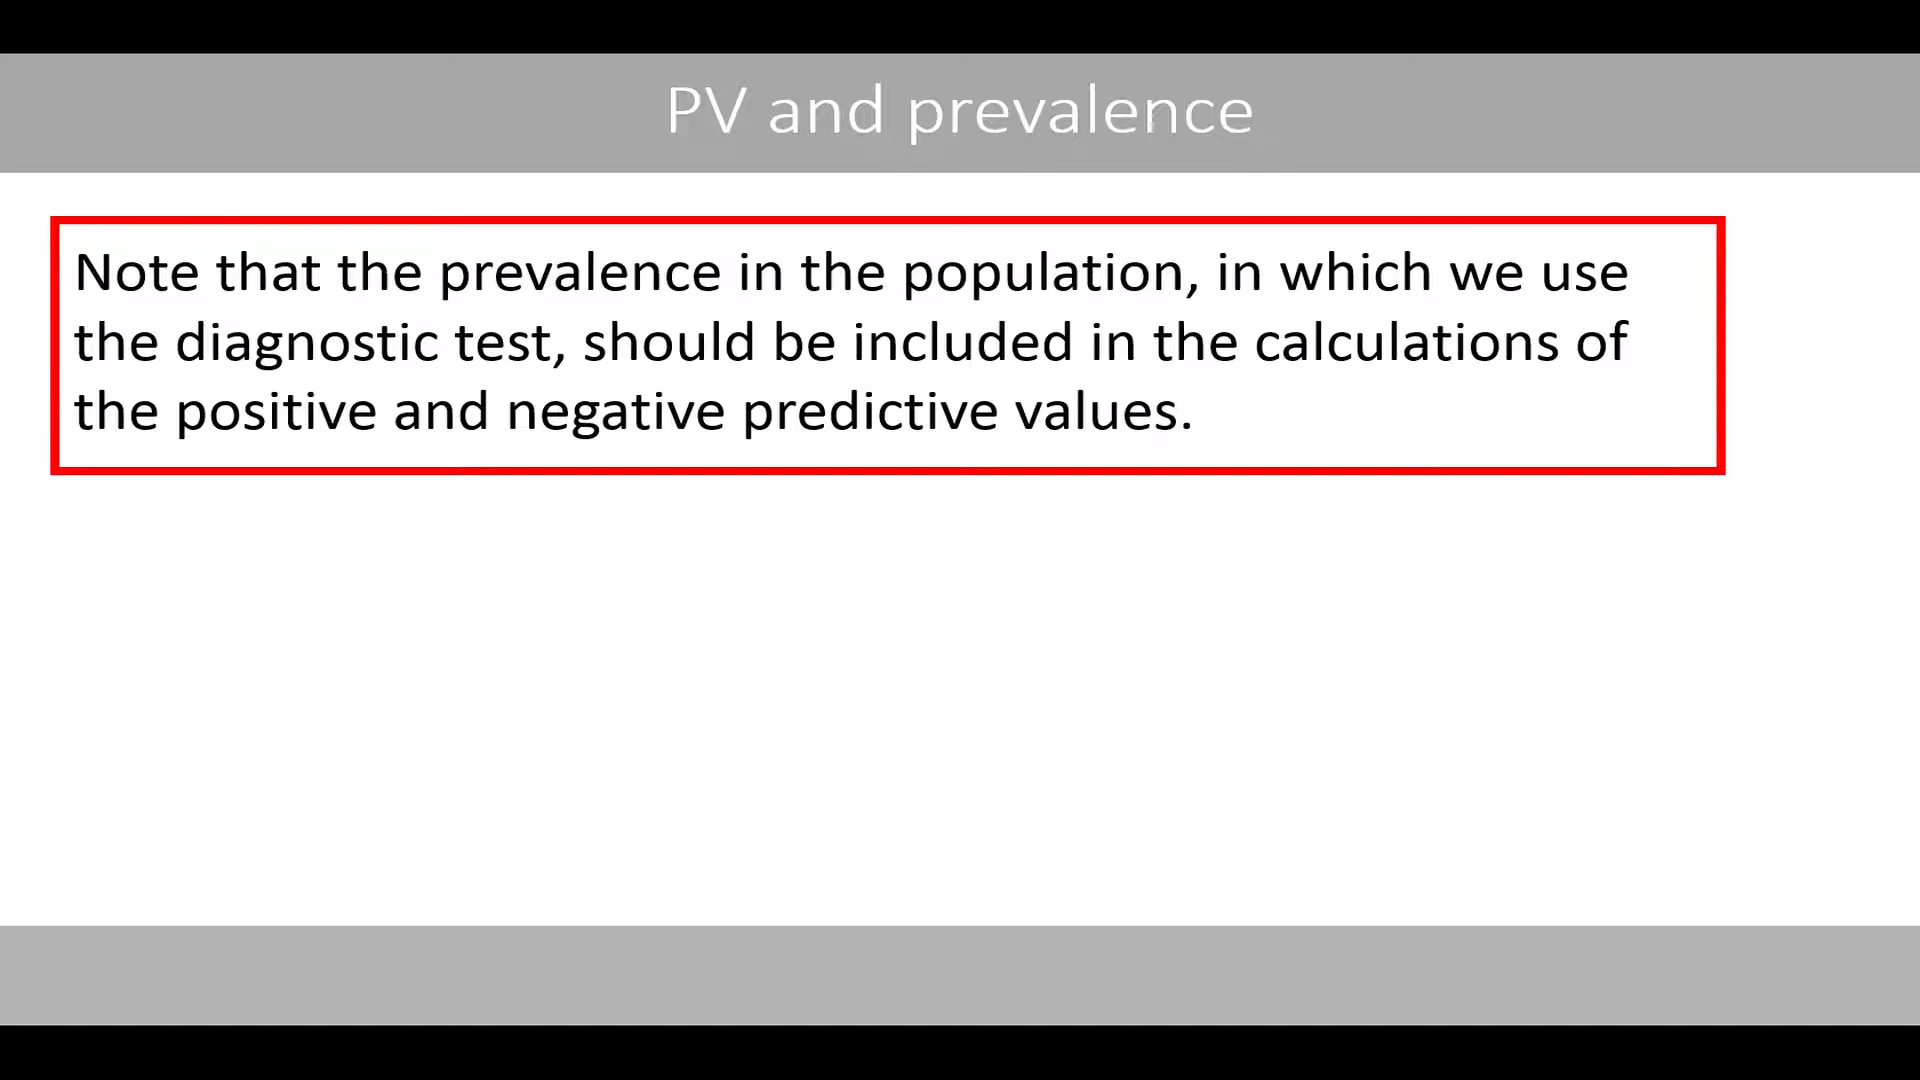 PV and prevalence
Note that the prevalence in the population, in which we use
the diagnostic test, should be included in the calculations of
the positive and negative predictive values.